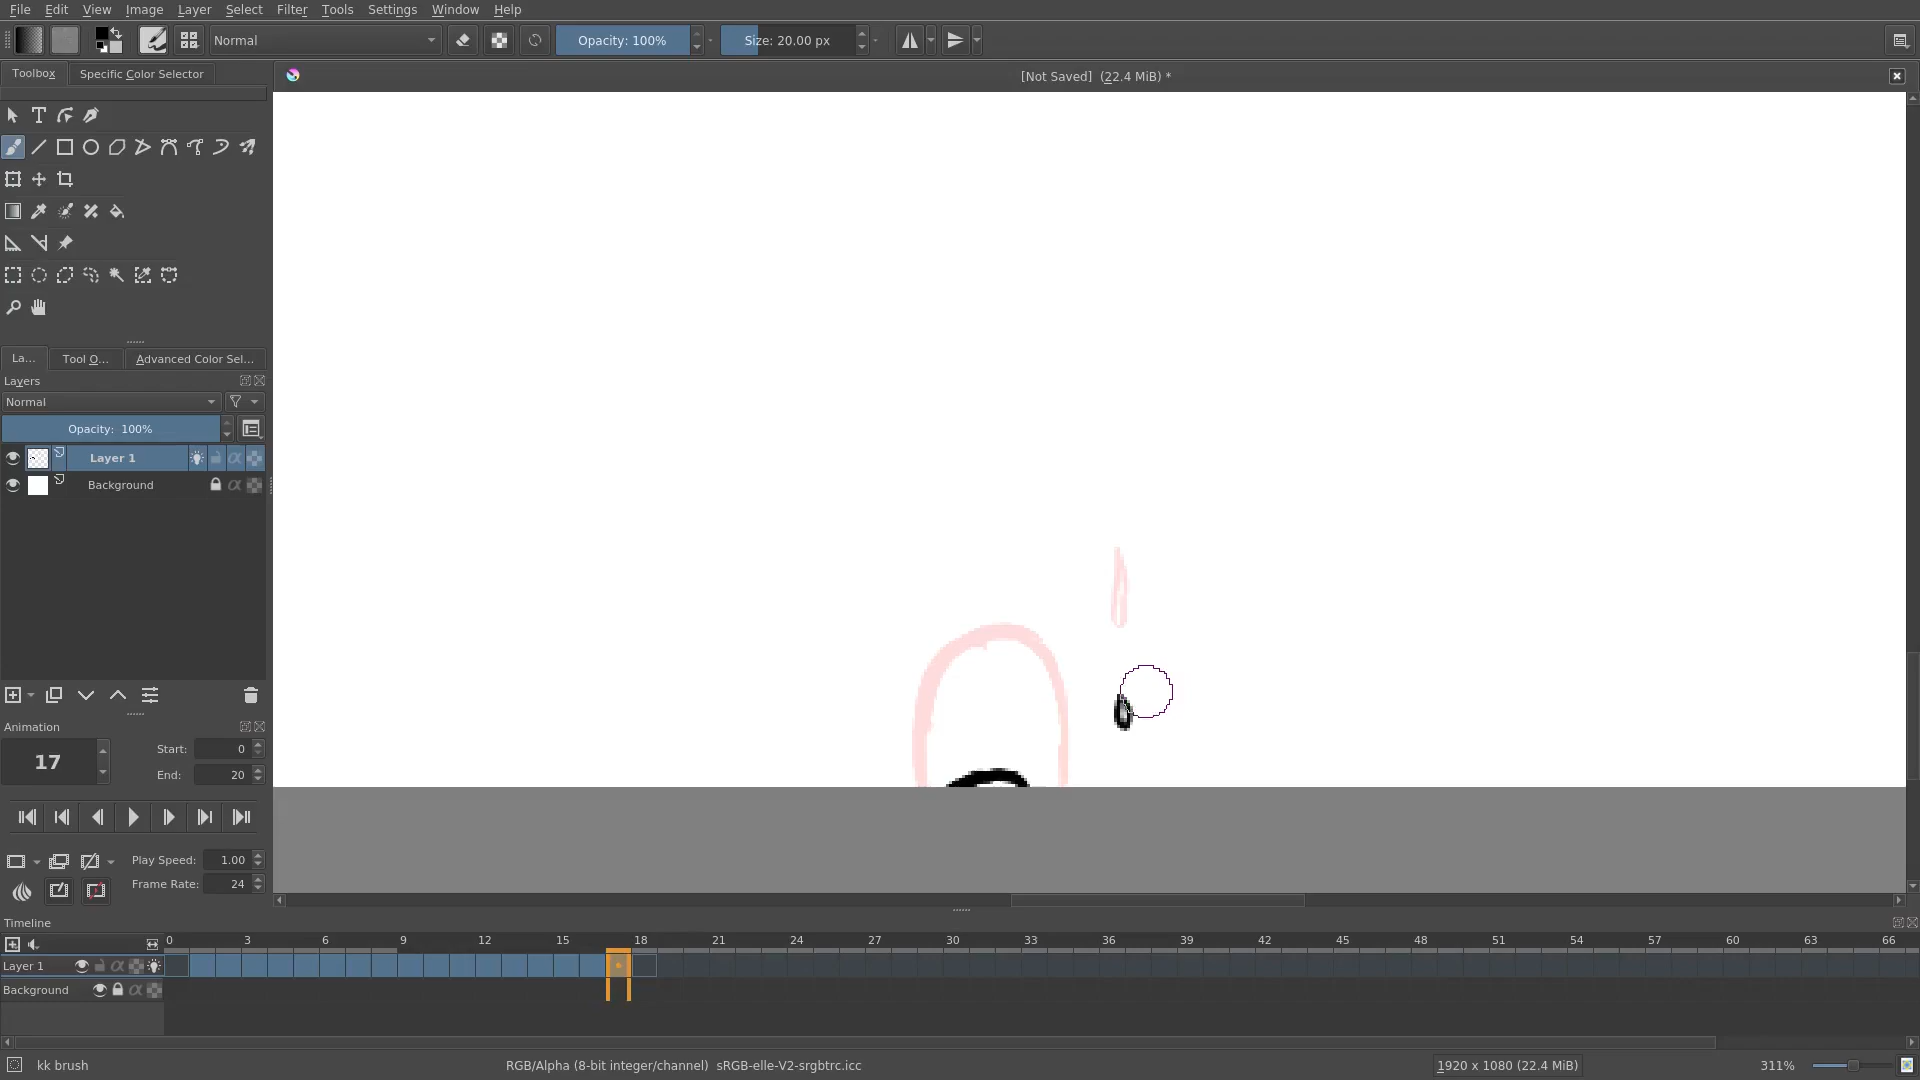 File Edit View Image Layer Select Filter Tools Settings Window Help
Normal Opacity: 100% Size: 20.00 px
Toolbox Specific Color Selector [Not Saved] (22.4 MiB) *
La... Tool O... Advanced Color Sel...
Layers
Normal
Opacity: 100%
Layer 1
Background
Animation
17 Start: 0
End: 20
Play Speed: 1.00
Frame Rate: 24
Timeline
0 3 6 9 12 15 18 21 24 27 30 33 36 39 42 45 48 51 54 57 60 63 66
Layer 1
Background
kk brush RGB/Alpha (8-bit integer/channel) sRGB-elle-V2-srgbtrc.icc 1920 x 1080 (22.4 MiB) 311%